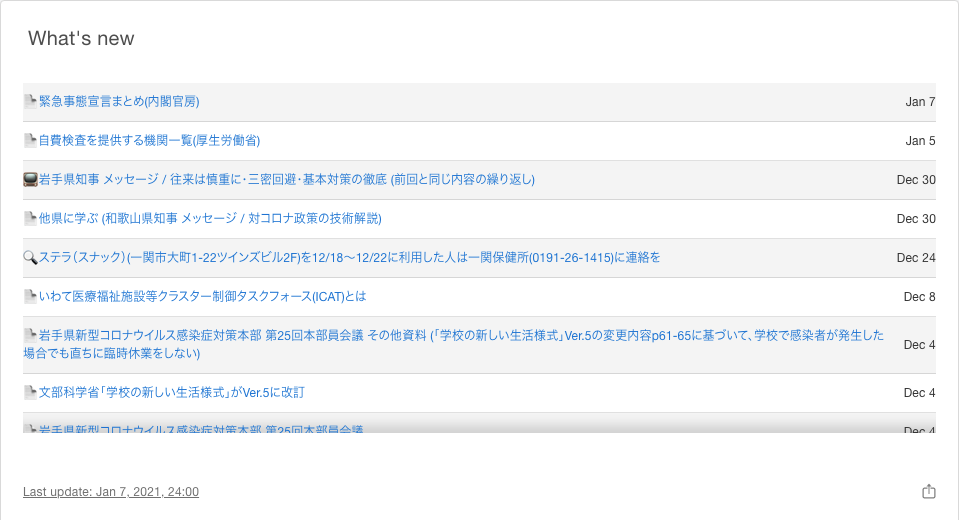 What's new
緊急事態宣言まとめ(内閣官房) Jan 7
自費検査を提供する機関一覧(厚生労働省) Jan 5
岩手県知事 メッセージ / 往来は慎重に・三密回避・基本対策の徹底 (前回と同じ内容の繰り返し) Dec 30
他県に学ぶ (和歌山県知事 メッセージ / 対コロナ政策の技術解説) Dec 30
ステラ（スナック）(一関市大町1-22ツインズビル2F)を12/18〜12/22に利用した人は一関保健所(0191-26-1415)に連絡を Dec 24
いわて医療福祉施設等クラスター制御タスクフォース(ICAT)とは Dec 8
岩手県新型コロナウイルス感染症対策本部 第25回本部員会議 その他資料 (「学校の新しい生活様式」Ver.5の変更内容p61-65に基づいて、学校で感染者が発生した
場合でも直ちに臨時休業をしない) Dec 4
文部科学省「学校の新しい生活様式」がVer.5に改訂 Dec 4
岩手県新型コロナウイルス感染症対策本部 第25回本部員会議 Dec 4
Last update: Jan 7, 2021, 24:00